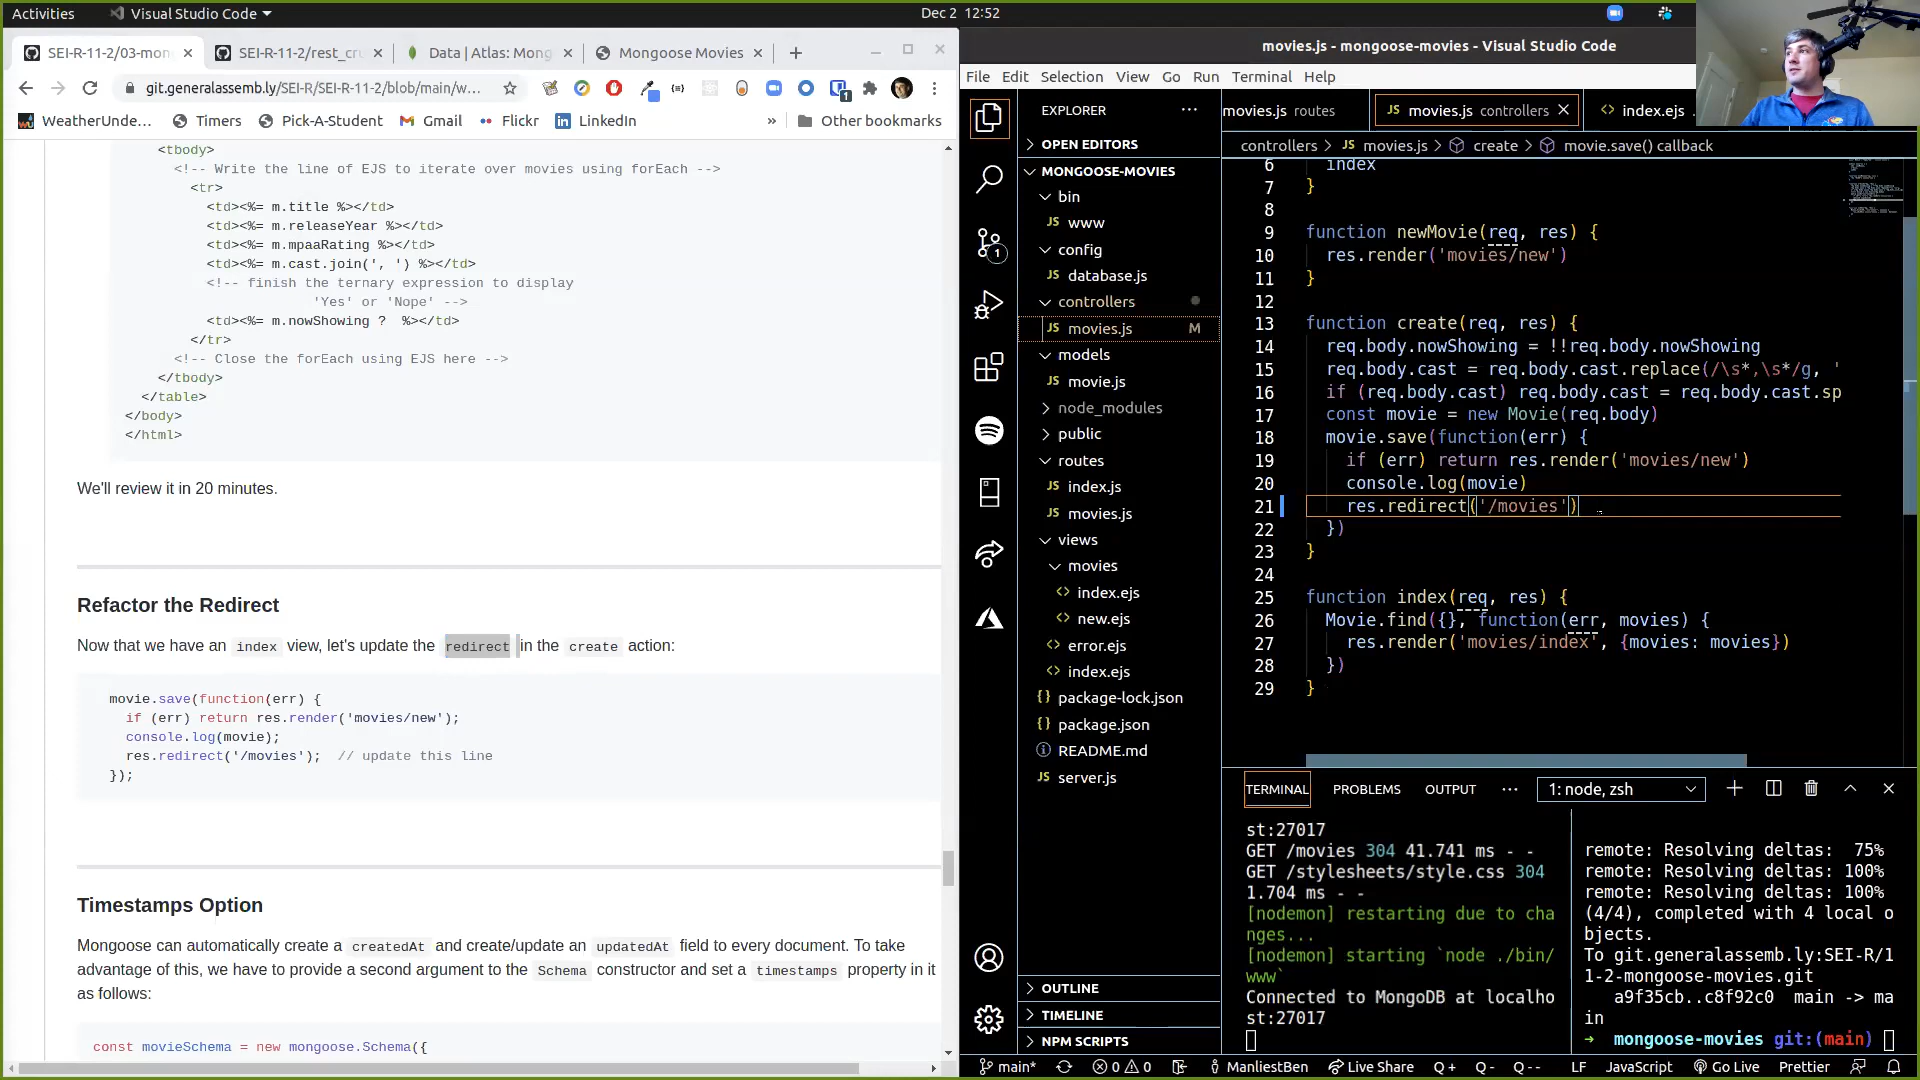 Activities
Visual Studio Code
Dec 2 12:52
SEI-R-11-2/03-mon
SEI-R-11-2/rest_cru
Data | Atlas: Mong
Mongoose Movies
git.generalassemb.ly/SEI-R/SEI-R-11-2/blob/main/w...
WeatherUnde...
Timers
Pick-A-Student
Gmail
Flickr
LinkedIn
»
Other bookmarks
<tbody>
<!-- Write the line of EJS to iterate over movies using forEach -->
<tr>
<td><%= m.title %></td>
<td><%= m.releaseYear %></td>
<td><%= m.mpaaRating %></td>
<td><%= m.cast.join(', ') %></td>
<!-- finish the ternary expression to display
'Yes' or 'Nope' -->
<td><%= m.nowShowing ?  %></td>
</tr>
<!-- Close the forEach using EJS here -->
</tbody>
</table>
</body>
</html>
We'll review it in 20 minutes.
Refactor the Redirect
Now that we have an index view, let's update the redirect in the create action:
movie.save(function(err) {
if (err) return res.render('movies/new');
console.log(movie);
res.redirect('/movies');  // update this line
});
Timestamps Option
Mongoose can automatically create a createdAt and create/update an updatedAt field to every document. To take
advantage of this, we have to provide a second argument to the Schema constructor and set a timestamps property in it
as follows:
const movieSchema = new mongoose.Schema({
movies.js - mongoose-movies - Visual Studio Code
File Edit Selection View Go Run Terminal Help
EXPLORER
OPEN EDITORS
MONGOOSE-MOVIES
bin
JS www
config
JS database.js
controllers
JS movies.js M
models
JS movie.js
node_modules
public
routes
JS index.js
JS movies.js
views
movies
<> index.ejs
<> new.ejs
<> error.ejs
<> index.ejs
{} package-lock.json
{} package.json
README.md
JS server.js
OUTLINE
TIMELINE
NPM SCRIPTS
movies.js routes
JS movies.js controllers
<> index.ejs
controllers > JS movies.js > create > movie.save() callback
6 index
7 }
8
9 function newMovie(req, res) {
10 res.render('movies/new')
11 }
12
13 function create(req, res) {
14 req.body.nowShowing = !!req.body.nowShowing
15 req.body.cast = req.body.cast.replace(/\s*,\s*/g, '
16 if (req.body.cast) req.body.cast = req.body.cast.sp
17 const movie = new Movie(req.body)
18 movie.save(function(err) {
19 if (err) return res.render('movies/new')
20 console.log(movie)
21 res.redirect('/movies')
22 })
23 }
24
25 function index(req, res) {
26 Movie.find({}, function(err, movies) {
27 res.render('movies/index', {movies: movies})
28 })
29 }
TERMINAL PROBLEMS OUTPUT ··· 1: node, zsh
st:27017
GET /movies 304 41.741 ms - -
GET /stylesheets/style.css 304
1.704 ms - -
[nodemon] restarting due to cha
nges...
[nodemon] starting `node ./bin/
www`
Connected to MongoDB at localho
st:27017
remote: Resolving deltas:  75%
remote: Resolving deltas: 100%
remote: Resolving deltas: 100%
(4/4), completed with 4 local o
bjects.
To git.generalassemb.ly:SEI-R/1
1-2-mongoose-movies.git
a9f35cb..c8f92c0  main -> ma
in
➜ mongoose-movies git:(main)
main* 0 0 ManliestBen Live Share Q+ Q- Q-- LF JavaScript Go Live Prettier